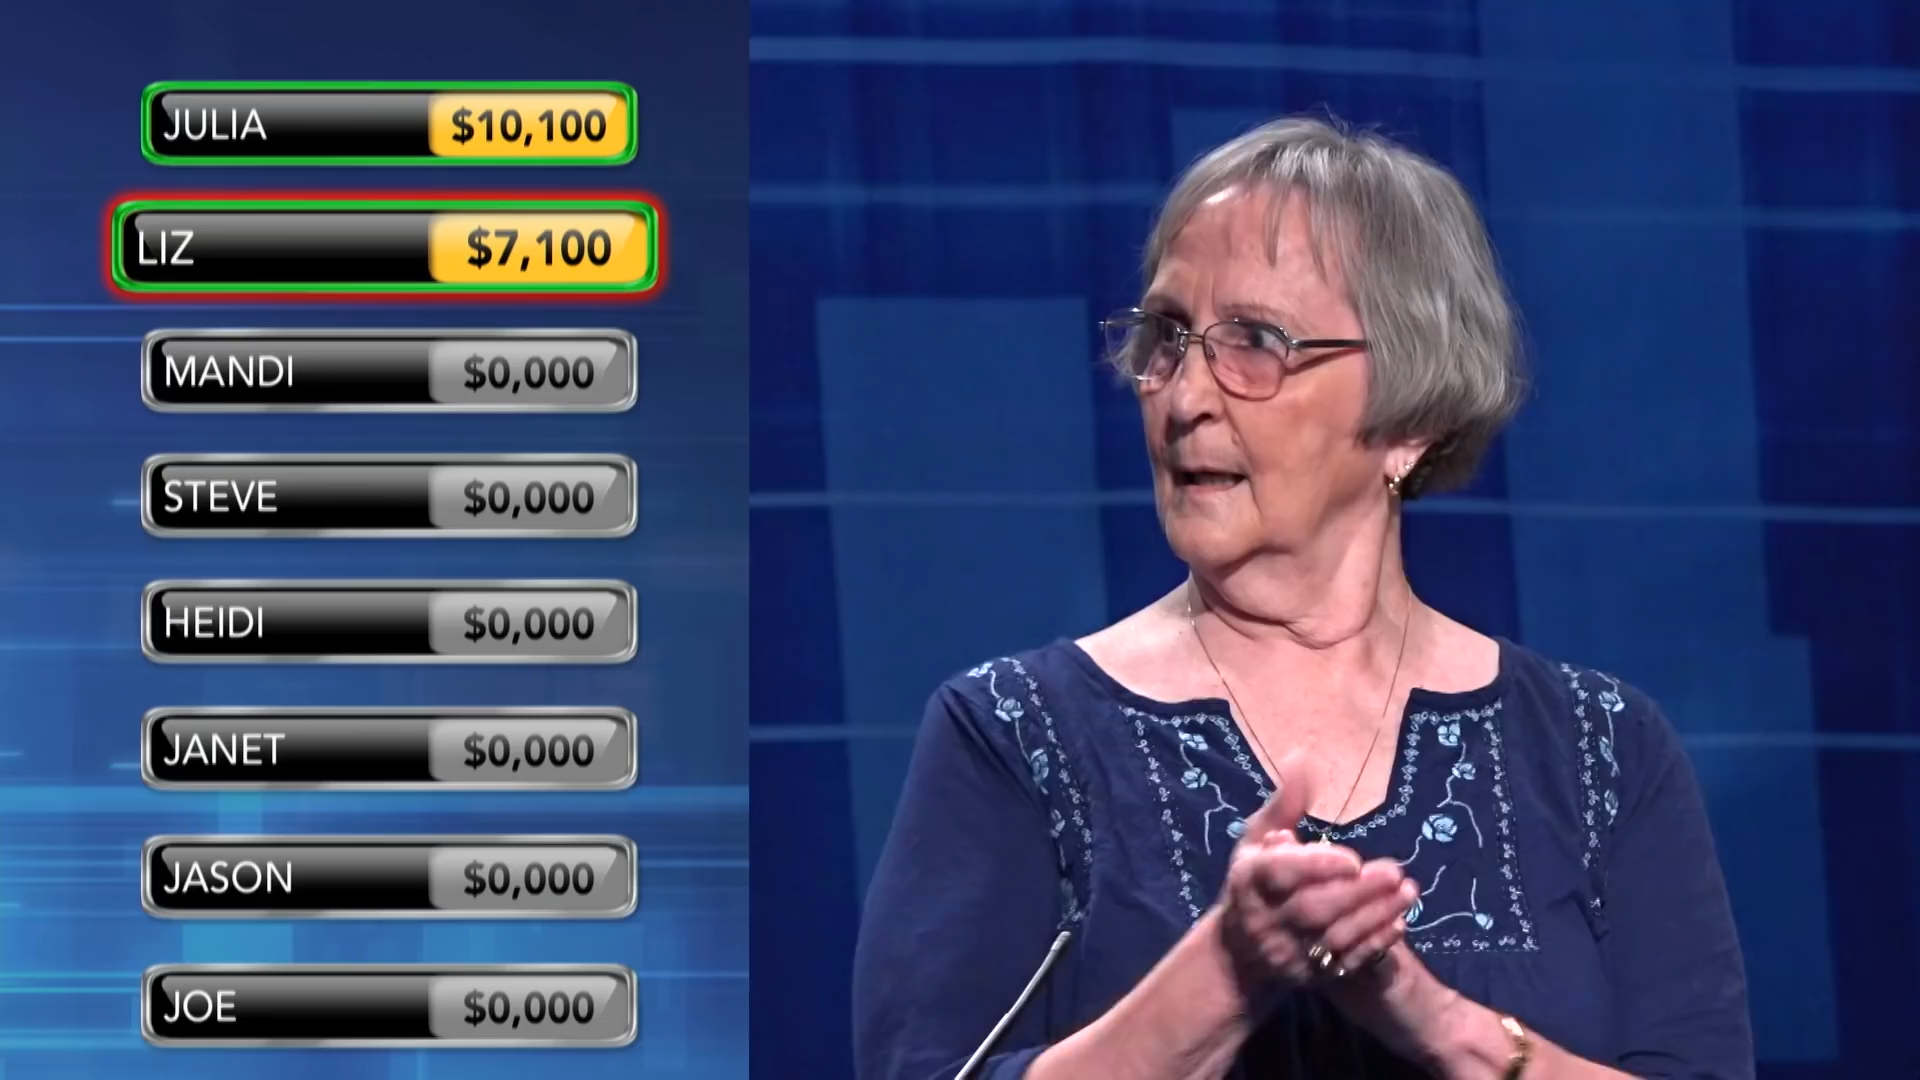 JULIA $10,100
LIZ $7,100
MANDI $0,000
STEVE $0,000
HEIDI $0,000
JANET $0,000
JASON $0,000
JOE $0,000